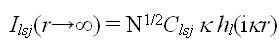 I_{lsj}(r→∞) = N^{1/2} C_{lsj} κ h_l(iκr)